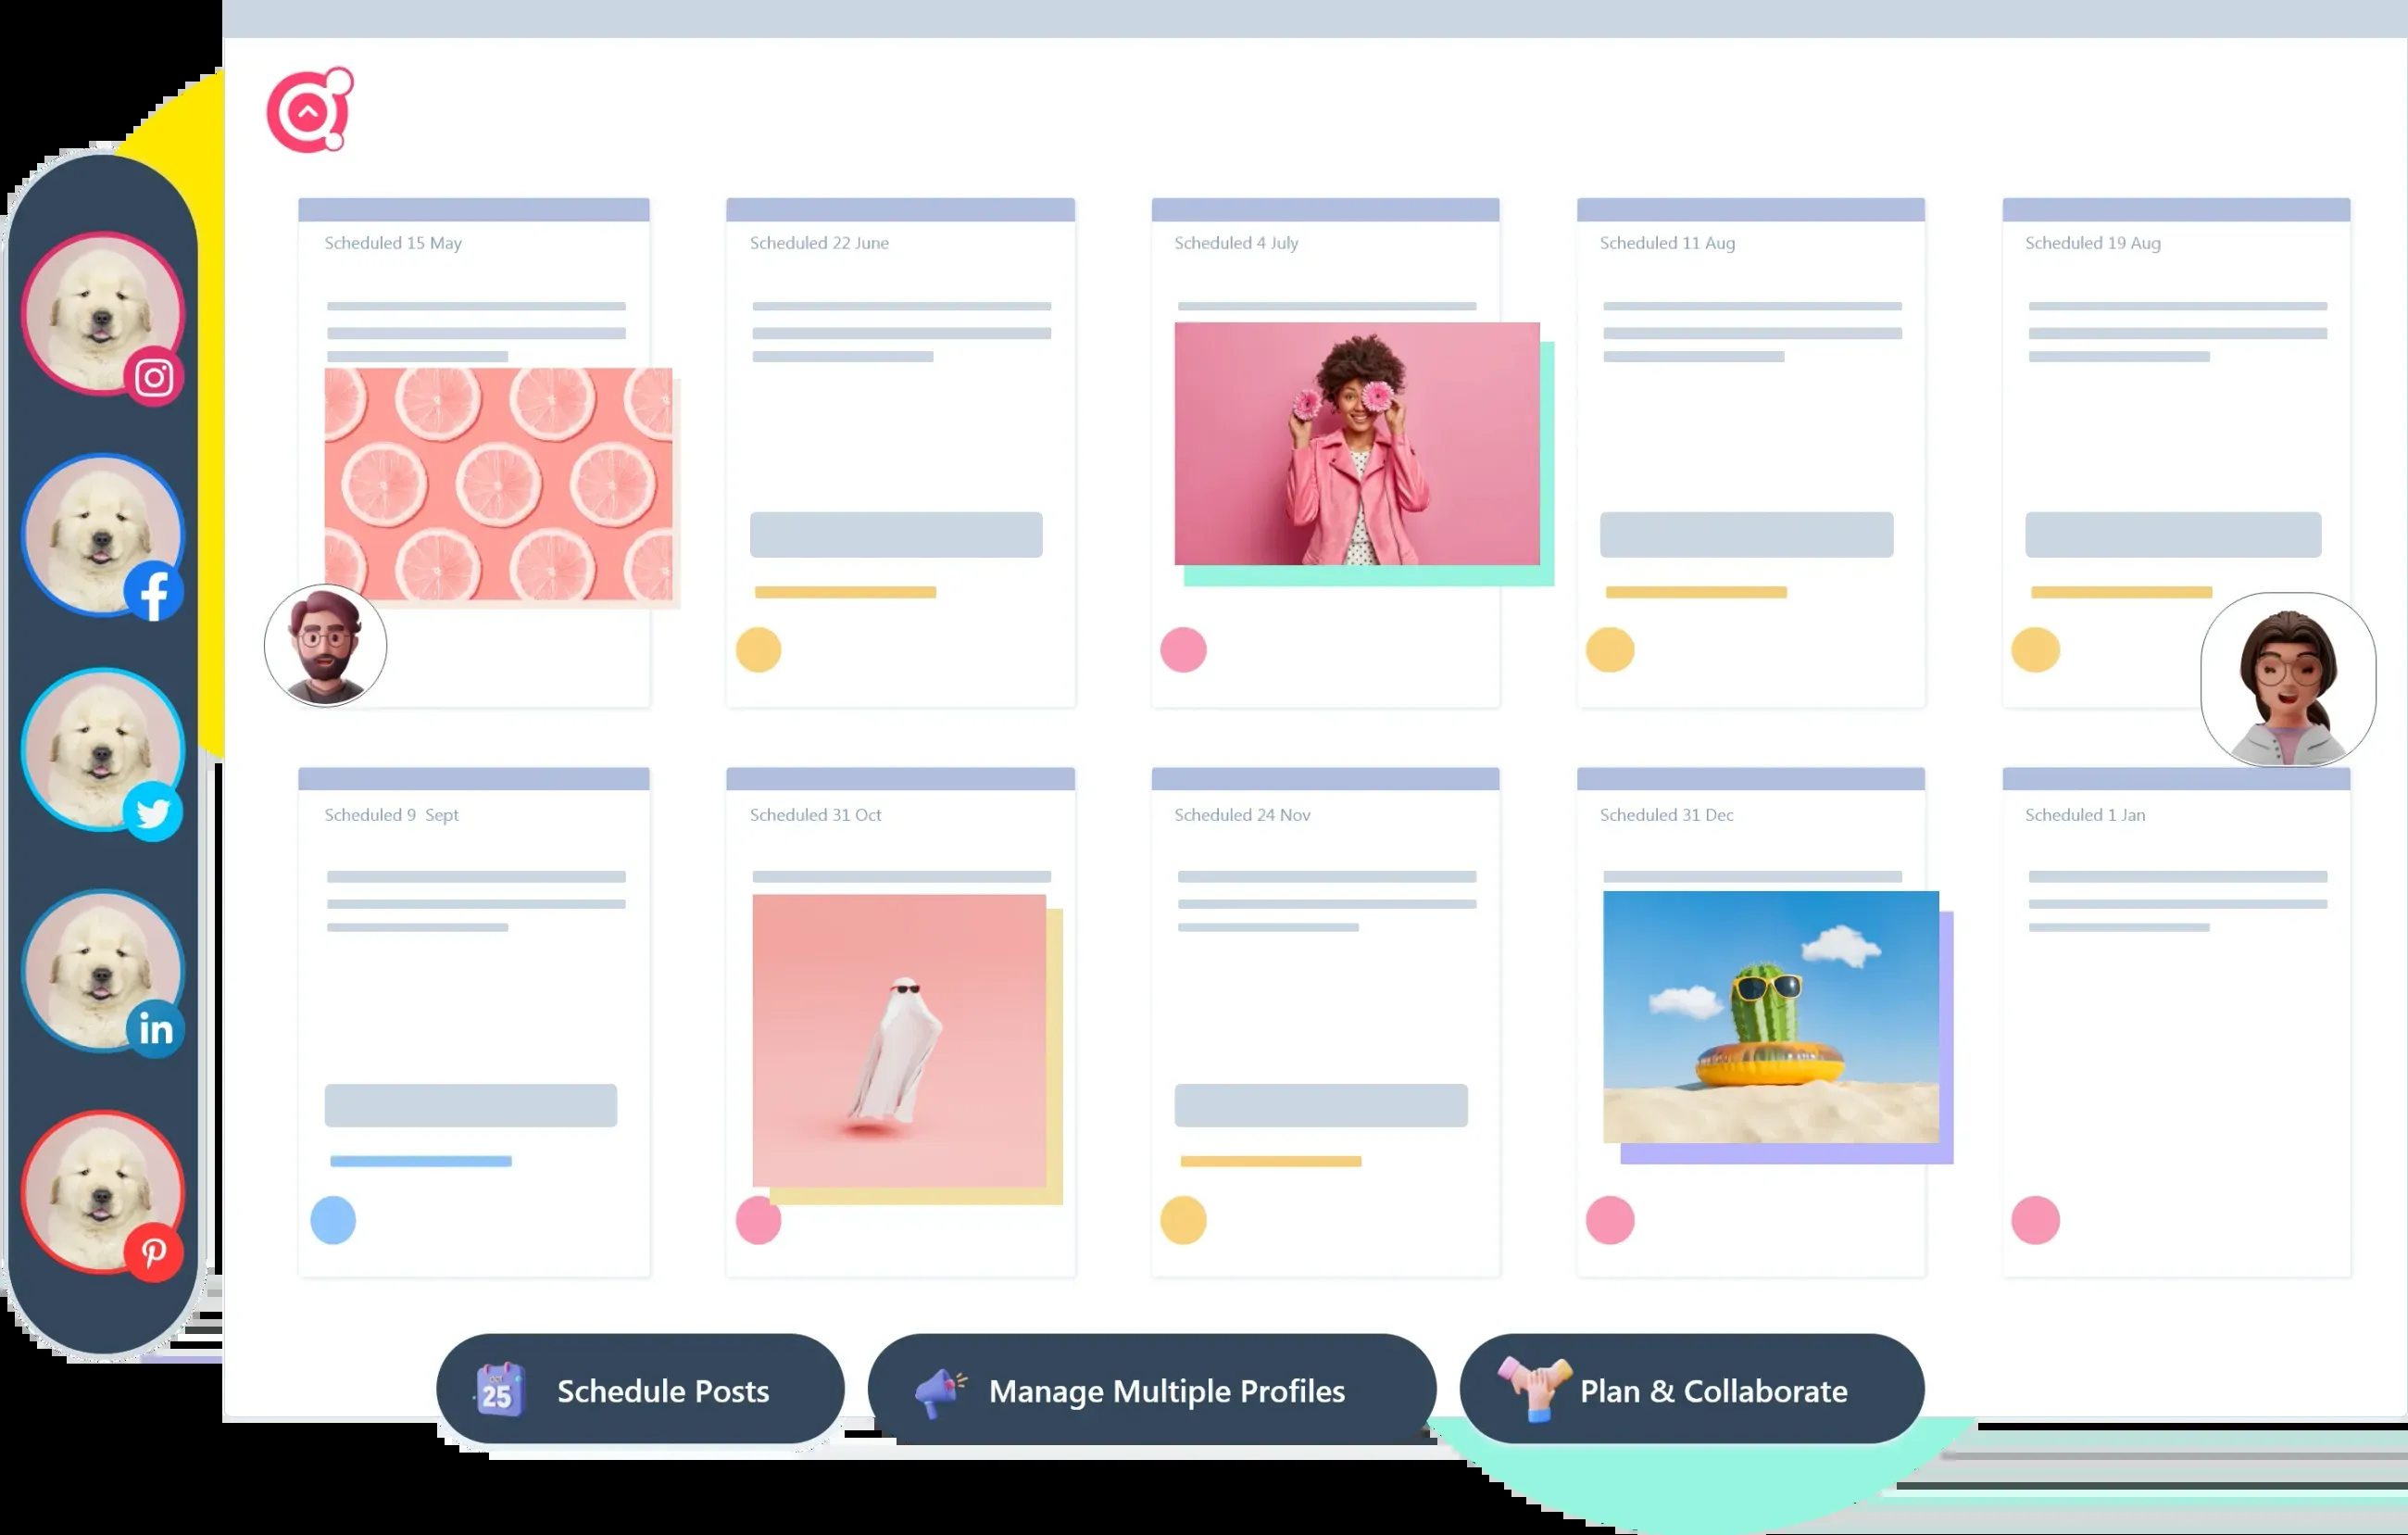 Scheduled 15 May
Scheduled 22 June
Scheduled 4 July
Scheduled 11 Aug
Scheduled 19 Aug
Scheduled 9 Sept
Scheduled 31 Oct
Scheduled 24 Nov
Scheduled 31 Dec
Scheduled 1 Jan
in
OCT
25
Schedule Posts
Manage Multiple Profiles
Plan & Collaborate